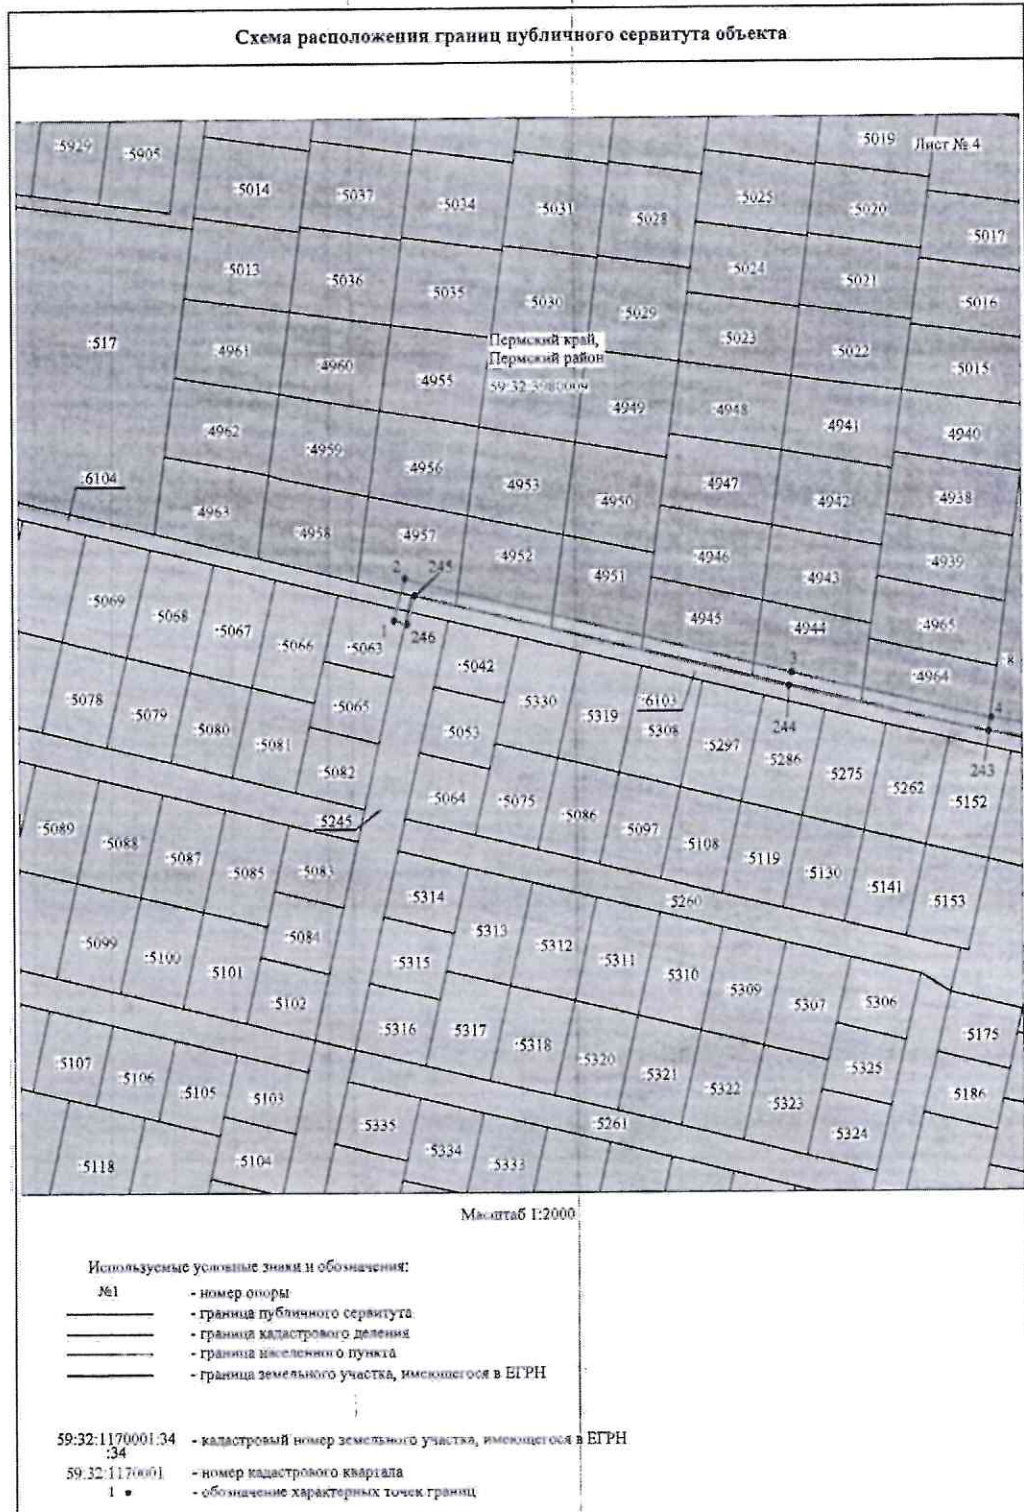 Схема расположения границ публичного сервитута объекта
:5019 Лист № 4
:5929 :5905
:5014 :5037 :5034 :5031 :5028 :5025 :5020 :5017
:5013 :5036 :5035 :5030 :5029 :5024 :5021 :5016
:517 :4961 :4960 :4955
Пермский край,
Пермский район
:5023 :5022 :5015
:4949 :4948 :4941 :4940
:4962 :4959 :4956 :4953 :4950 :4947 :4942 :4938
:6104 :4963 :4958 :4957 :4952 :4951 :4946 :4943 :4939
2 245
:4945 :4944 :4965
1 246
3 :4964 :8
4
244 243
:5069 :5068 :5067 :5066 :5063 :5042
:5078 :5079 :5080 :5081 :5065 :5082
:5053 :5330 :5319 :6103 :5308 :5297 :5286 :5275 :5262 :5152
:5064 :5075 :5086 :5097 :5108 :5119 :5130 :5141 :5153
:5245
:5089 :5088 :5087 :5085 :5083
:5260
:5314 :5313 :5312 :5311 :5310 :5309 :5307 :5306
:5099 :5100 :5101 :5084 :5102
:5315 :5316 :5317 :5318 :5320 :5321 :5322 :5323 :5325 :5324
:5175 :5186
:5107 :5106 :5105 :5103
:5335 :5334 :5333 :5261
:5118 :5104
Масштаб 1:2000
Используемые условные знаки и обозначения:
№1 - номер опоры
- граница публичного сервитута
- граница кадастрового деления
- граница населенного пункта
- граница земельного участка, имеющегося в ЕГРН
59:32:1170001:34 - кадастровый номер земельного участка, имеющегося в ЕГРН
:34
59:32:1170001 - номер кадастрового квартала
1 - обозначение характерных точек границ